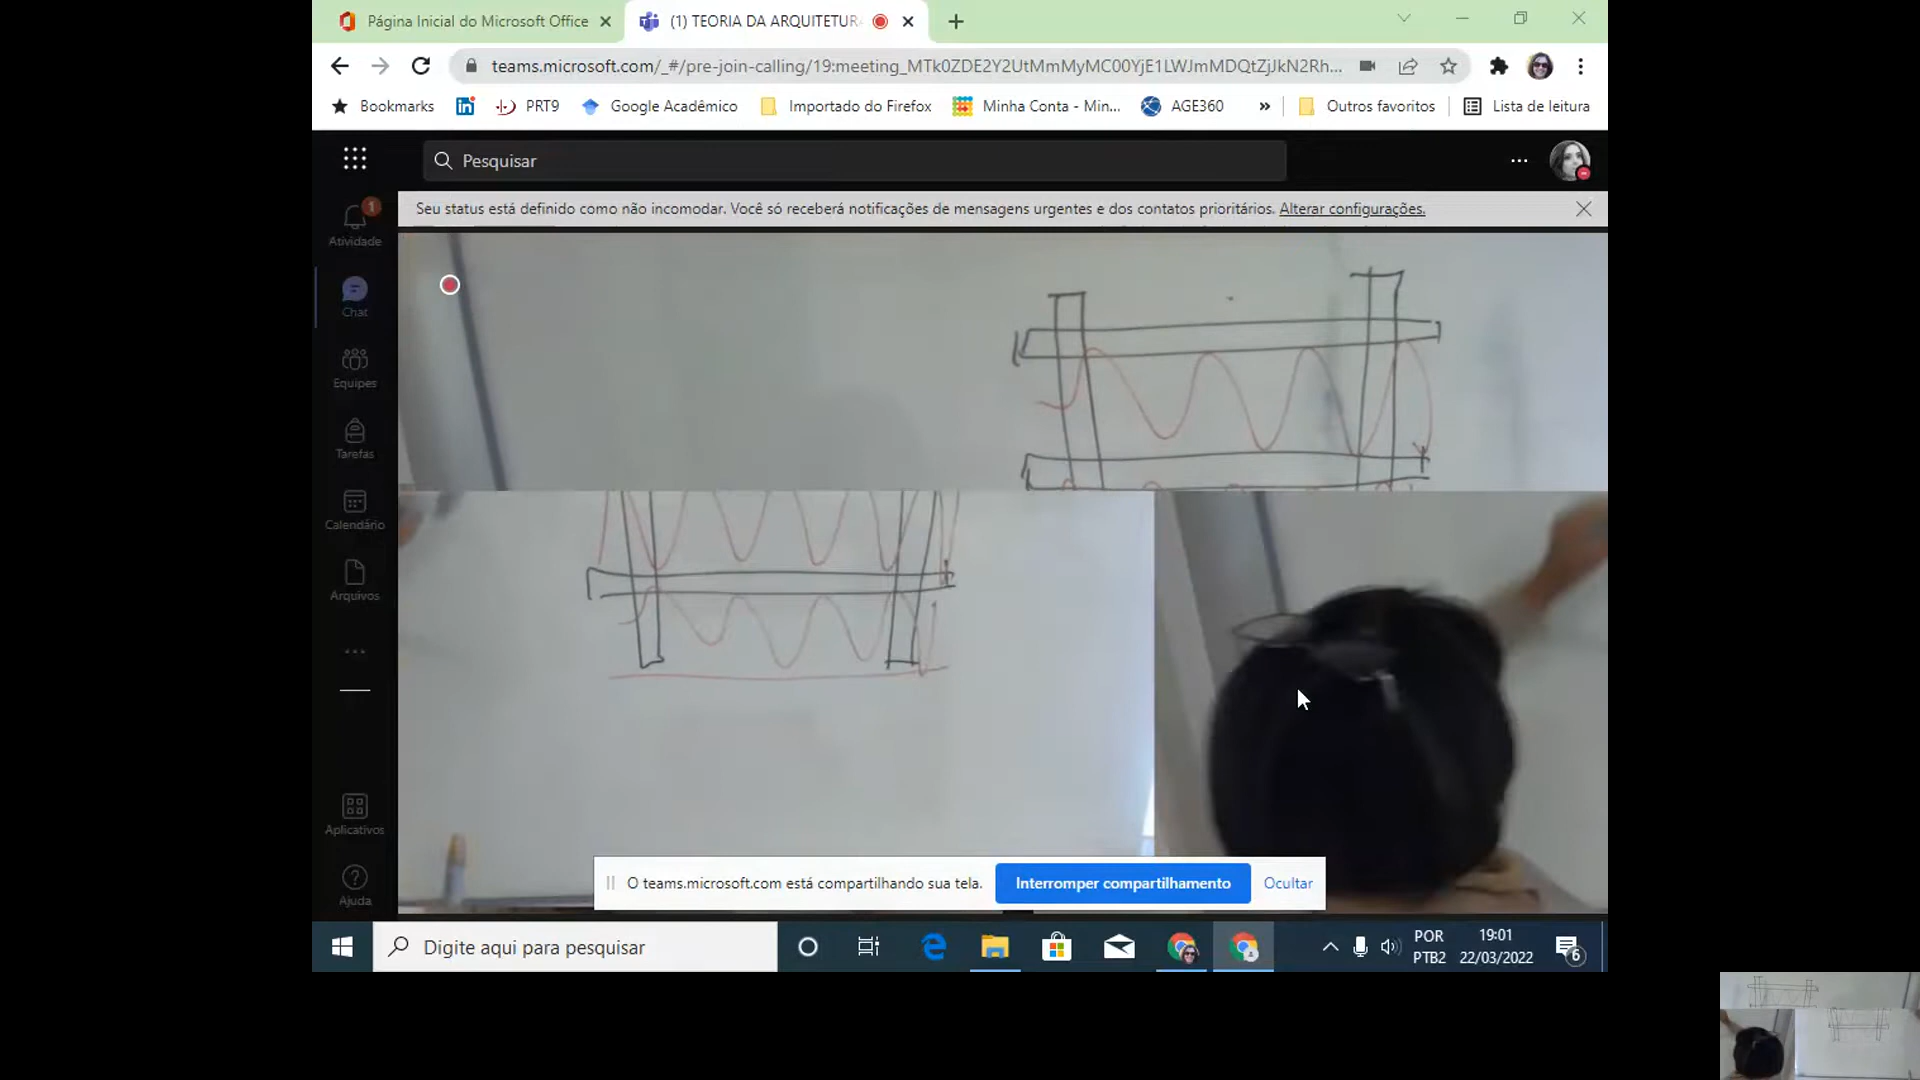 Página Inicial do Microsoft Office
(1) TEORIA DA ARQUITETUR
teams.microsoft.com/_#/pre-join-calling/19:meeting_MTk0ZDE2Y2UtMmMyMC00YjE1LWJmMDQtZjJkN2Rh...
Bookmarks
PRT9
Google Acadêmico
Importado do Firefox
Minha Conta - Min...
AGE360
»
Outros favoritos
Lista de leitura
Pesquisar
Seu status está definido como não incomodar. Você só receberá notificações de mensagens urgentes e dos contatos prioritários. Alterar configurações.
1
Atividade
Chat
Equipes
Tarefas
Calendário
Arquivos
Aplicativos
Ajuda
O teams.microsoft.com está compartilhando sua tela.
Interromper compartilhamento
Ocultar
Digite aqui para pesquisar
POR
PTB2
19:01
22/03/2022
6